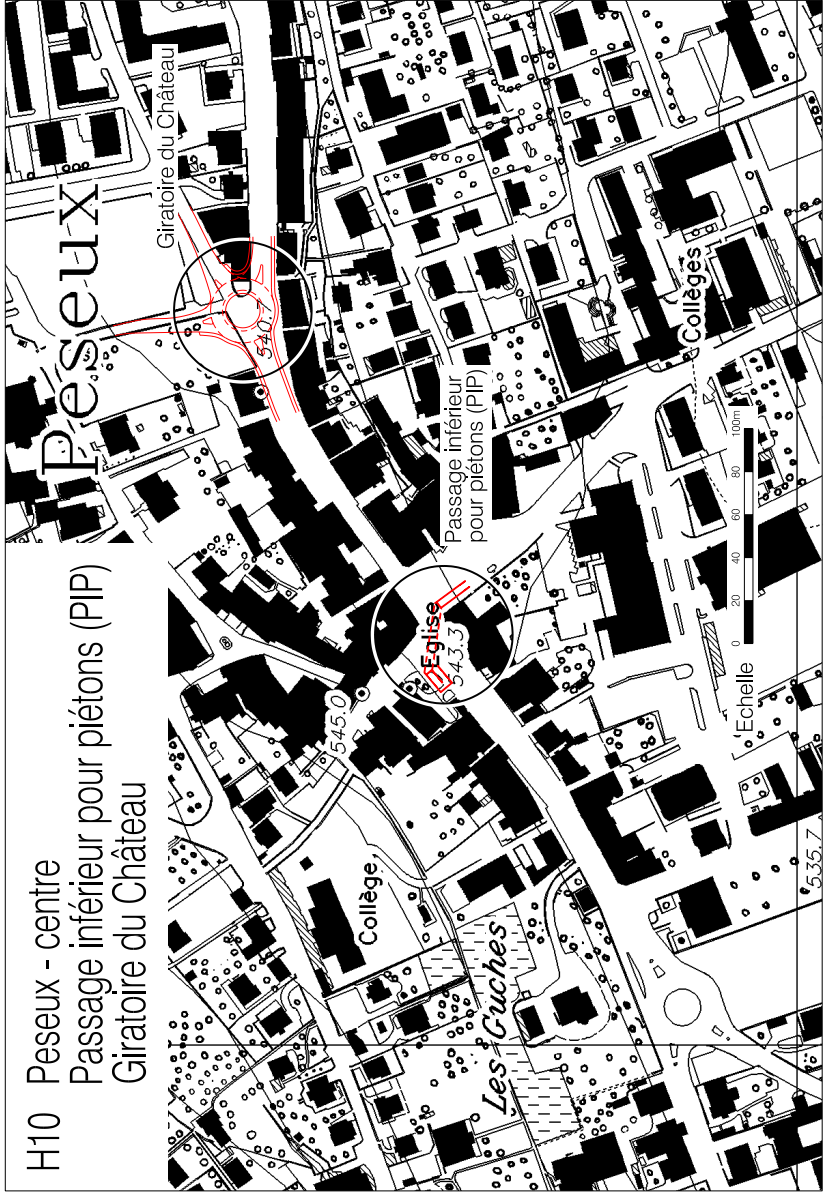 H10 Peseux - centre
Passage inférieur pour piétons (PIP)
Giratoire du Château
Peseux
Giratoire du Château
540.7
Passage inférieur
pour piétons (PIP)
Collèges
Eglise
543.3
545.0
8
Collège
Les Guches
Echelle
0 20 40 60 80 100m
535.7